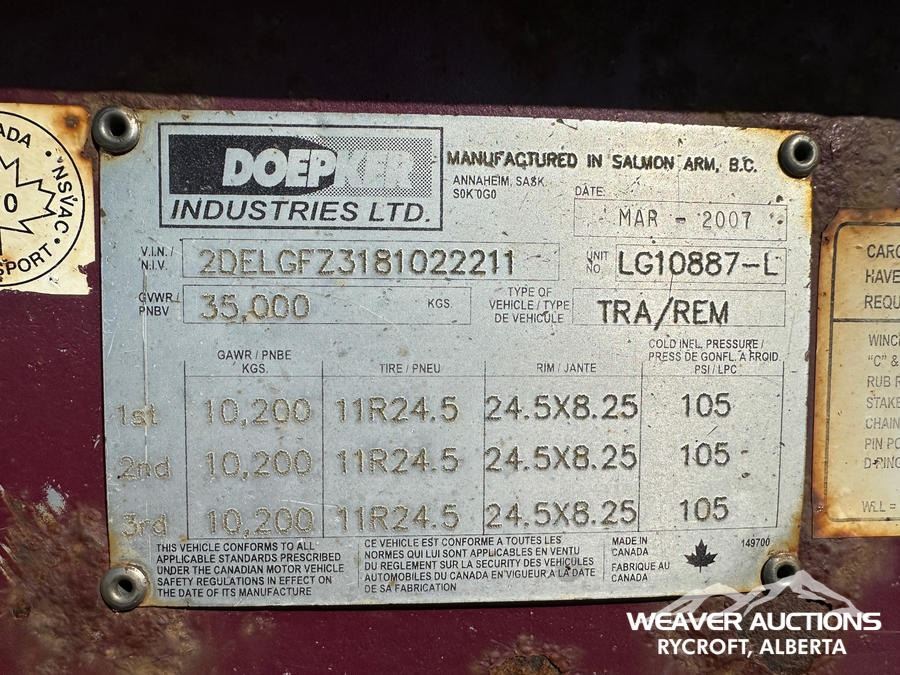 ADA
NSVAC
0
SPORT
DOEPKER
INDUSTRIES LTD.
MANUFACTURED IN SALMON ARM, B.C.
ANNAHEIM, SASK.
S0K 0G0
DATE:
MAR - 2007
V.I.N./
N.I.V.
2DELGFZ3181022211
UNIT
NO.
LG10887-L
GVWR/
PNBV
35,000
KGS.
TYPE OF
VEHICLE/TYPE
DE VEHICULE
TRA/REM
GAWR / PNBE
KGS.
TIRE / PNEU
RIM / JANTE
COLD INFL. PRESSURE /
PRESS DE GONFL. A FROID
PSI / LPC
1st 10,200 11R24.5 24.5X8.25 105
2nd 10,200 11R24.5 24.5X8.25 105
3rd 10,200 11R24.5 24.5X8.25 105
THIS VEHICLE CONFORMS TO ALL
APPLICABLE STANDARDS PRESCRIBED
UNDER THE CANADIAN MOTOR VEHICLE
SAFETY REGULATIONS IN EFFECT ON
THE DATE OF ITS MANUFACTURE
CE VEHICULE EST CONFORME A TOUTES LES
NORMES QUI LUI SONT APPLICABLES EN VENTU
DU REGLEMENT SUR LA SECURITY DES VEHICULES
AUTOMOBILES DU CANADA EN VIGUEUR A LA DATE
DE SA FABRICATION
MADE IN
CANADA
FABRIQUE AU
CANADA
149700
CARG
HAVE
REQU
WINC
"C" &
RUB R
STAKE
CHAIN
PIN PO
D-RING
WLL =
WEAVER AUCTIONS
RYCROFT, ALBERTA